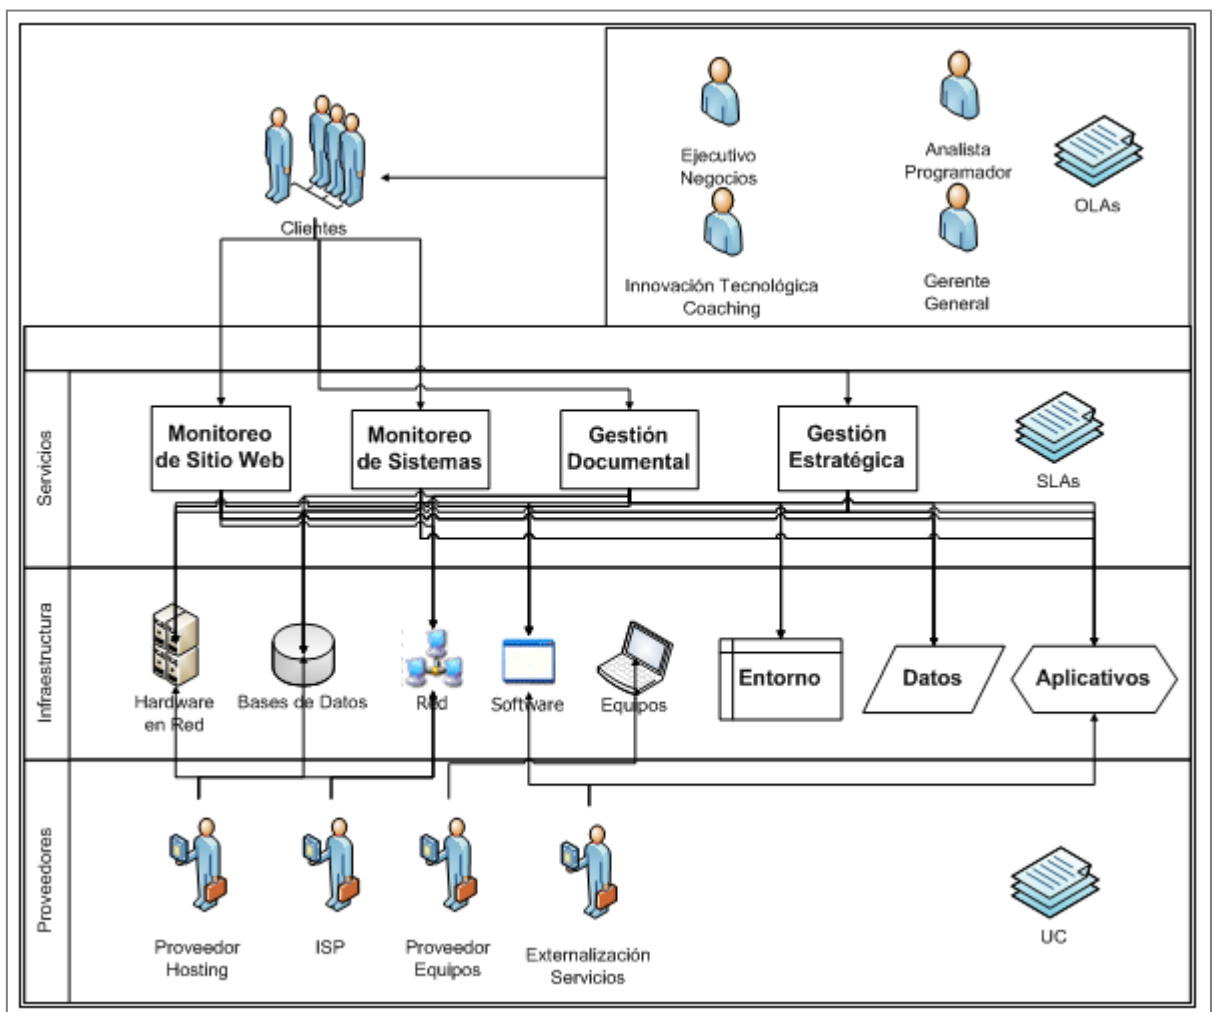 Ejecutivo
Negocios
Analista
Programador
OLAs
Clientes
Innovación Tecnológica
Coaching
Gerente
General
Servicios
Monitoreo
de Sitio Web
Monitoreo
de Sistemas
Gestión
Documental
Gestión
Estratégica
SLAs
Infraestructura
Hardware
en Red
Bases de Datos
Red
Software
Equipos
Entorno
Datos
Aplicativos
Proveedores
Proveedor
Hosting
ISP
Proveedor
Equipos
Externalización
Servicios
UC